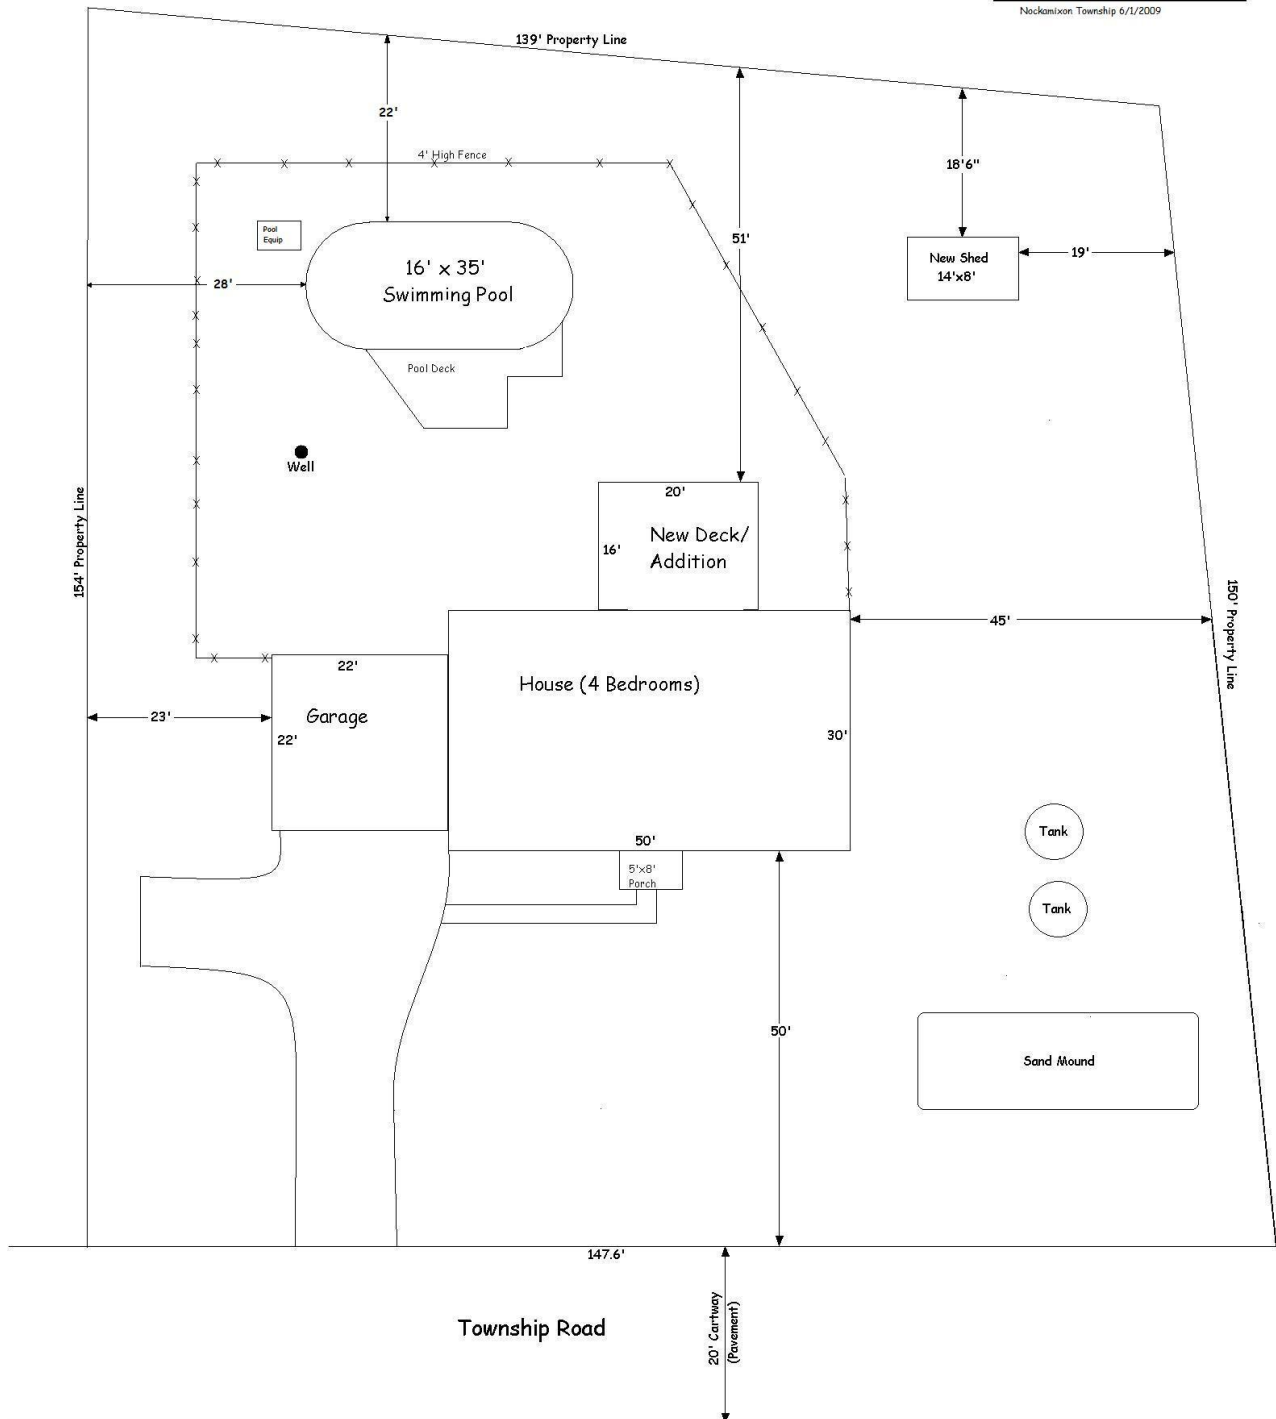 Nockamixon Township 6/1/2009
139' Property Line
22'
4' High Fence
18'6"
Pool
Equip
51'
New Shed
14'x8'
19'
16' x 35'
Swimming Pool
28'
Pool Deck
Well
154' Property Line
20'
16'
New Deck/
Addition
150' Property Line
45'
22'
House (4 Bedrooms)
23'
Garage
22'
30'
Tank
50'
5'x8'
Porch
Tank
50'
Sand Mound
147.6'
Township Road
20' Cartway
(Pavement)